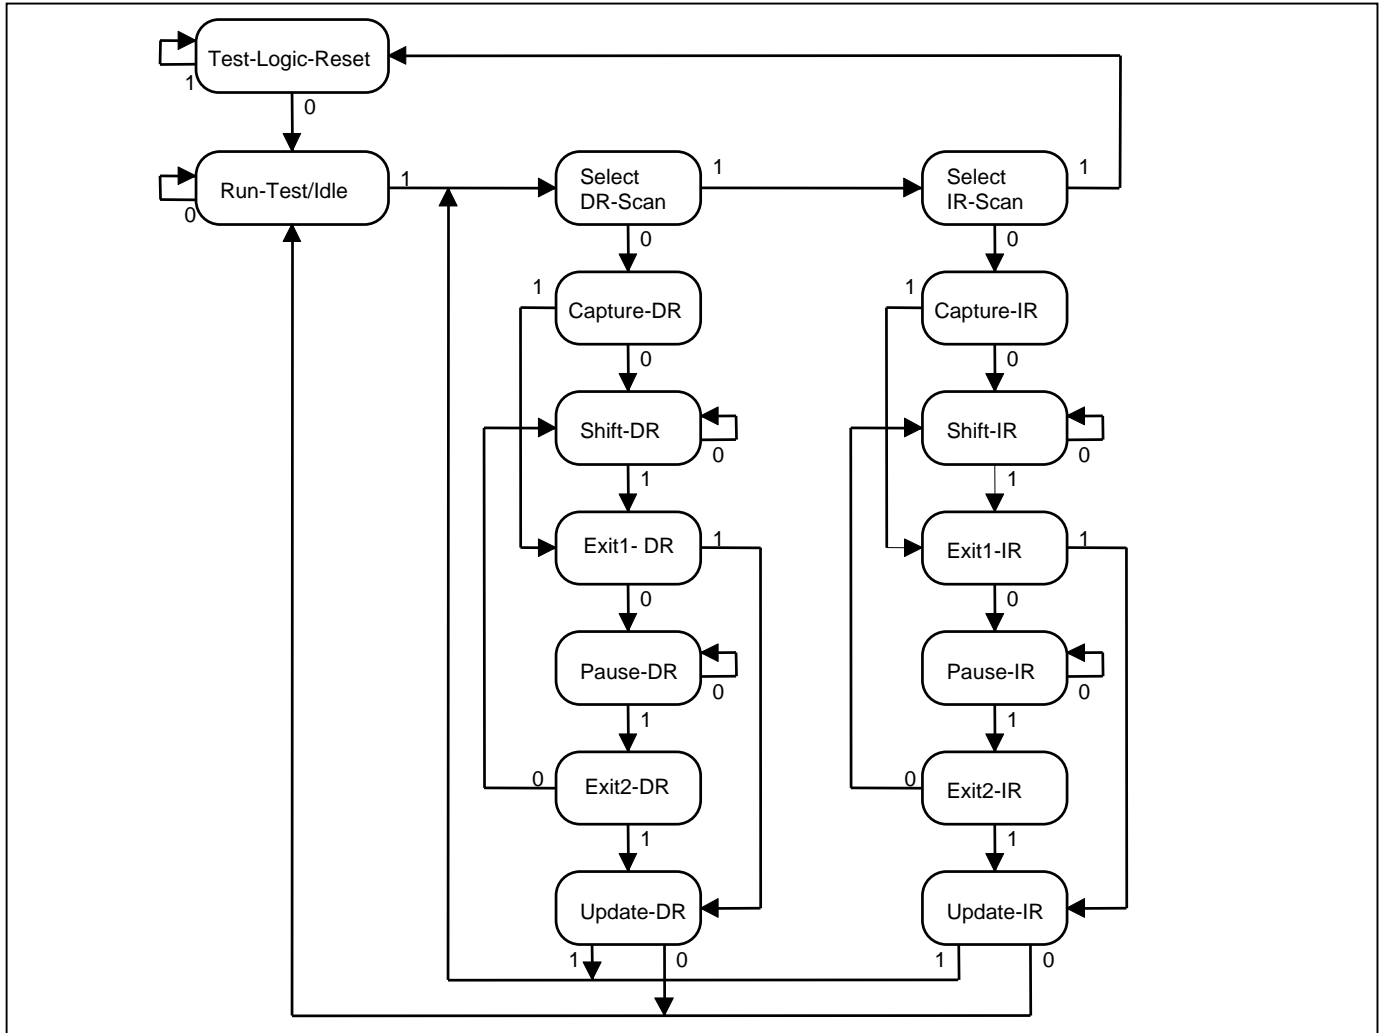 Test-Logic-Reset
1
0
Run-Test/Idle
0
1
Select
DR-Scan
1
Select
IR-Scan
1
0
0
1
Capture-DR
1
Capture-IR
0
0
Shift-DR
0
Shift-IR
0
1
1
Exit1- DR
1
Exit1-IR
1
0
0
Pause-DR
0
Pause-IR
0
1
1
0
Exit2-DR
0
Exit2-IR
1
1
Update-DR
Update-IR
1
0
1
0